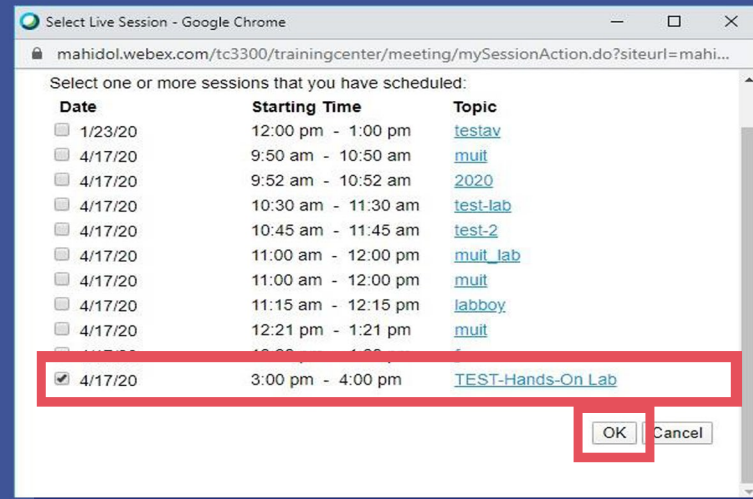 Select Live Session - Google Chrome
mahidol.webex.com/tc3300/trainingcenter/meeting/mySessionAction.do?siteurl=mahi...
Select one or more sessions that you have scheduled:
Date Starting Time Topic
1/23/20 12:00 pm - 1:00 pm testav
4/17/20 9:50 am - 10:50 am muit
4/17/20 9:52 am - 10:52 am 2020
4/17/20 10:30 am - 11:30 am test-lab
4/17/20 10:45 am - 11:45 am test-2
4/17/20 11:00 am - 12:00 pm muit_lab
4/17/20 11:00 am - 12:00 pm muit
4/17/20 11:15 am - 12:15 pm labboy
4/17/20 12:21 pm - 1:21 pm muit
4/17/20 3:00 pm - 4:00 pm TEST-Hands-On Lab
OK Cancel